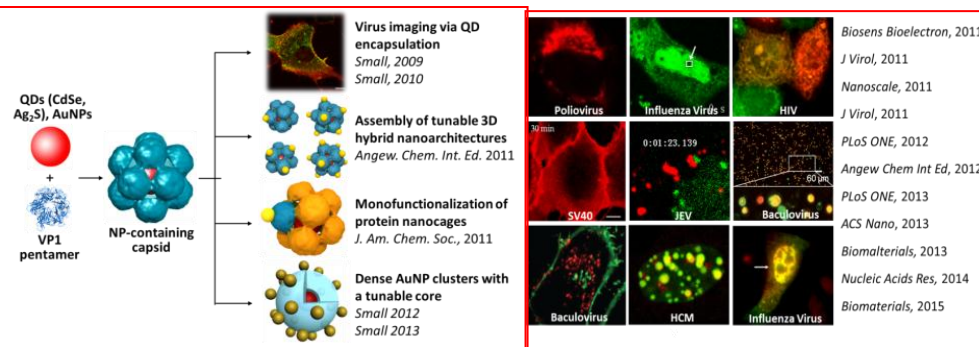 QDs (CdSe,
Ag₂S), AuNPs
+
VP1
pentamer
NP-containing
capsid
Virus imaging via QD
encapsulation
Small, 2009
Small, 2010
Assembly of tunable 3D
hybrid nanoarchitectures
Angew. Chem. Int. Ed. 2011
Monofunctionalization of
protein nanocages
J. Am. Chem. Soc., 2011
Dense AuNP clusters with
a tunable core
Small 2012
Small 2013
Poliovirus
Influenza Virus
HIV
30 min
SV40
0:01:23.139
JEV
60 µm
Baculovirus
Baculovirus
HCM
Influenza Virus
Biosens Bioelectron, 2011
J Virol, 2011
Nanoscale, 2011
J Virol, 2011
PLoS ONE, 2012
Angew Chem Int Ed, 2012
PLoS ONE, 2013
ACS Nano, 2013
Biomalterials, 2013
Nucleic Acids Res, 2014
Biomaterials, 2015